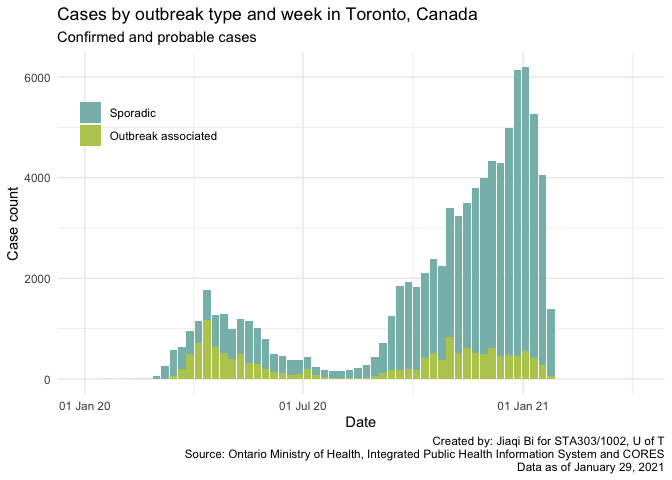 Cases by outbreak type and week in Toronto, Canada
Confirmed and probable cases
6000
4000
2000
0
Case count
Sporadic
Outbreak associated
01 Jan 20
01 Jul 20
01 Jan 21
Date
Created by: Jiaqi Bi for STA303/1002, U of T
Source: Ontario Ministry of Health, Integrated Public Health Information System and CORES
Data as of January 29, 2021